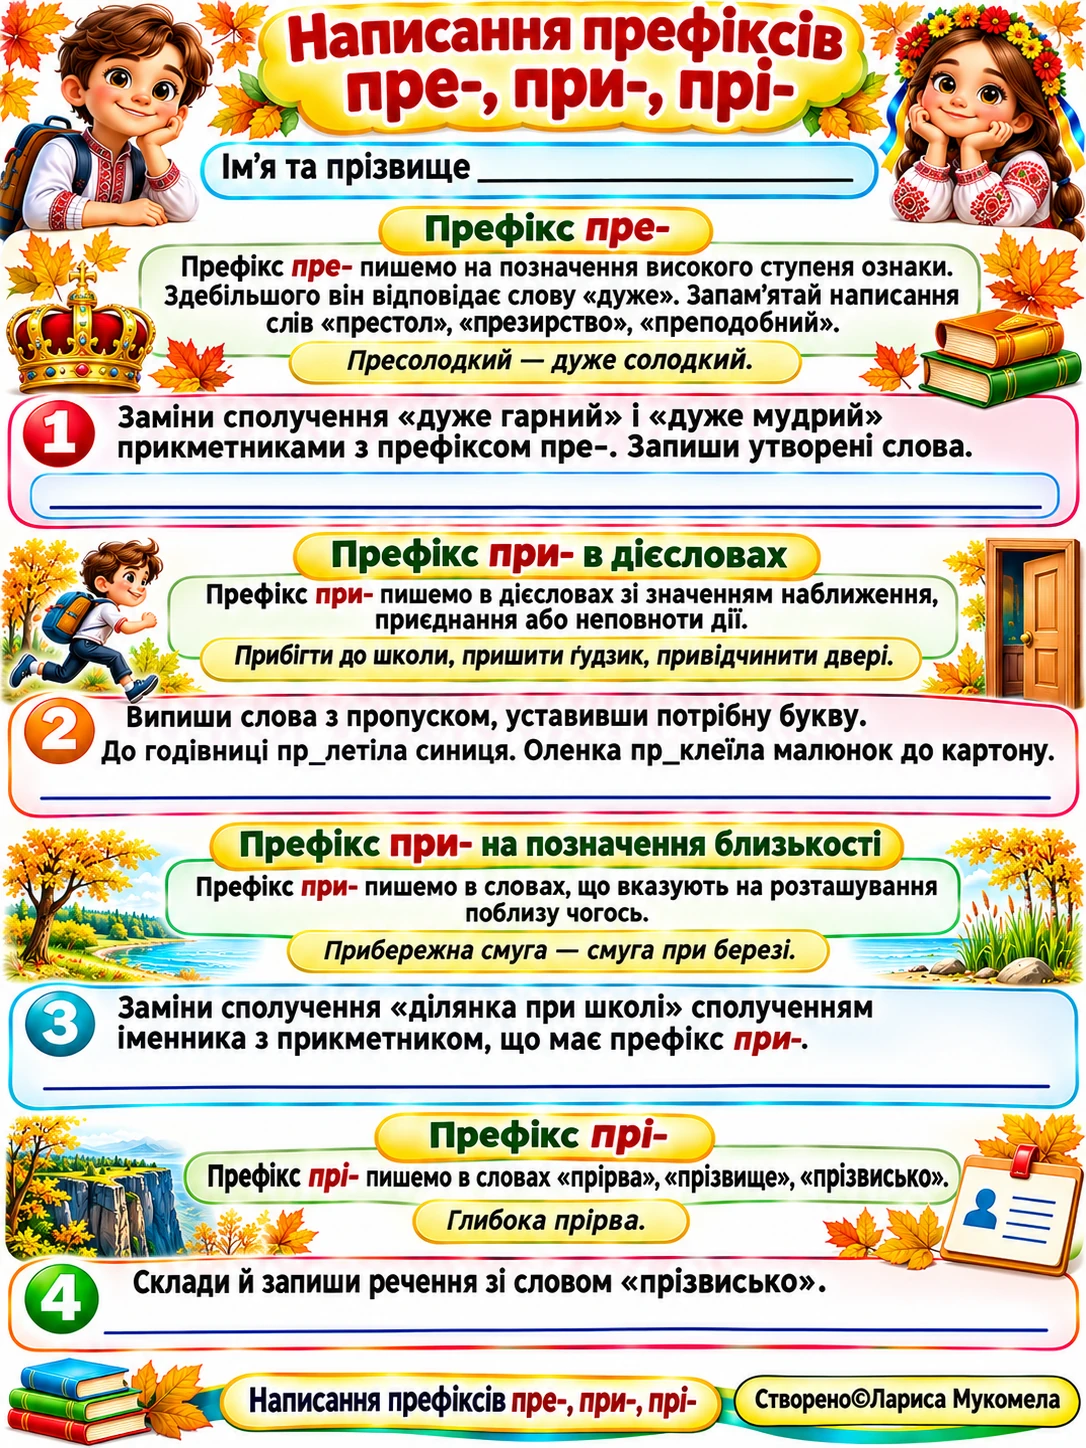 Написання префіксів
пре-, при-, прі-
Ім’я та прізвище
Префікс пре-
Префікс пре- пишемо на позначення високого ступеня ознаки.
Здебільшого він відповідає слову «дуже». Запам’ятай написання
слів «престол», «презирство», «преподобний».
Пресолодкий — дуже солодкий.
1 Заміни сполучення «дуже гарний» і «дуже мудрий»
прикметниками з префіксом пре-. Запиши утворені слова.
Префікс при- в дієсловах
Префікс при- пишемо в дієсловах зі значенням наближення,
приєднання або неповноти дії.
Прибігти до школи, пришити ґудзик, привідчинити двері.
2 Випиши слова з пропуском, уставивши потрібну букву.
До годівниці пр_летіла синиця. Оленка пр_клеїла малюнок до картону.
Префікс при- на позначення близькості
Префікс при- пишемо в словах, що вказують на розташування
поблизу чогось.
Прибережна смуга — смуга при березі.
3 Заміни сполучення «ділянка при школі» сполученням
іменника з прикметником, що має префікс при-.
Префікс прі-
Префікс прі- пишемо в словах «прірва», «прізвище», «прізвисько».
Глибока прірва.
4 Склади й запиши речення зі словом «прізвисько».
Написання префіксів пре-, при-, прі-
Створено©Лариса Мукомела